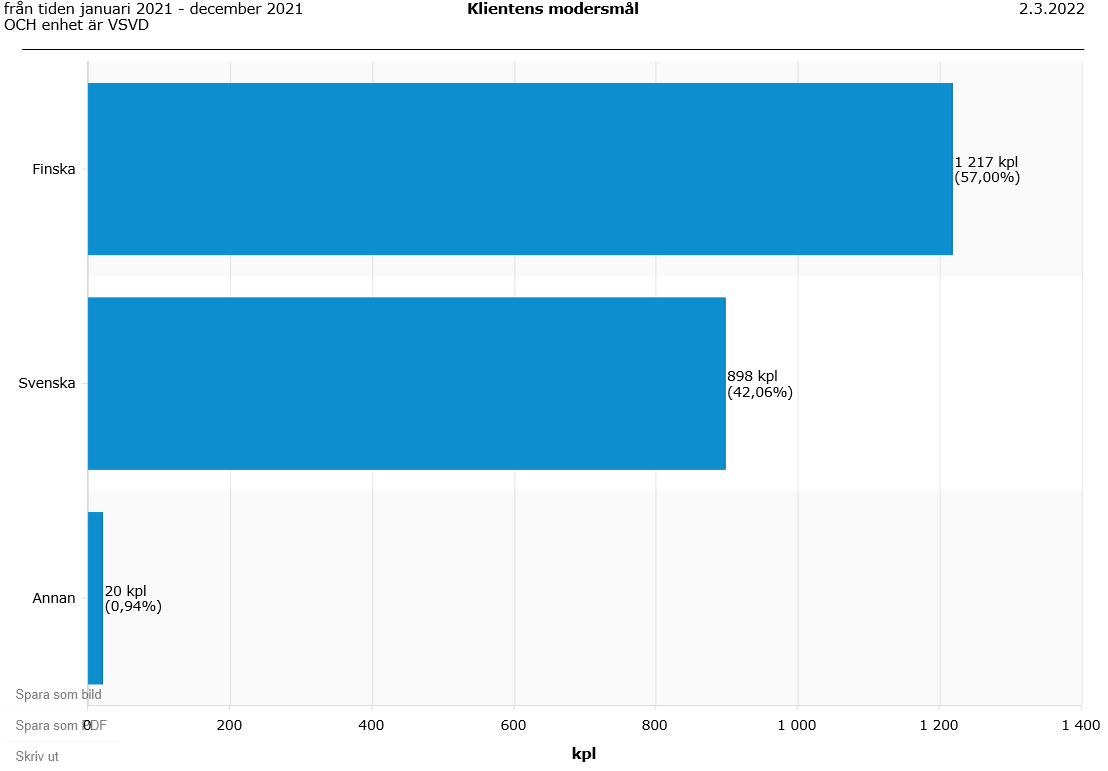 från tiden januari 2021 - december 2021
Klientens modersmål
2.3.2022
OCH enhet är VSVD
Finska
1 217 kpl
(57,00%)
Svenska
898 kpl
(42,06%)
Annan
20 kpl
(0,94%)
Spara som bild
Spara som PDF
0 200 400 600 800 1 000 1 200 1 400
kpl
Skriv ut